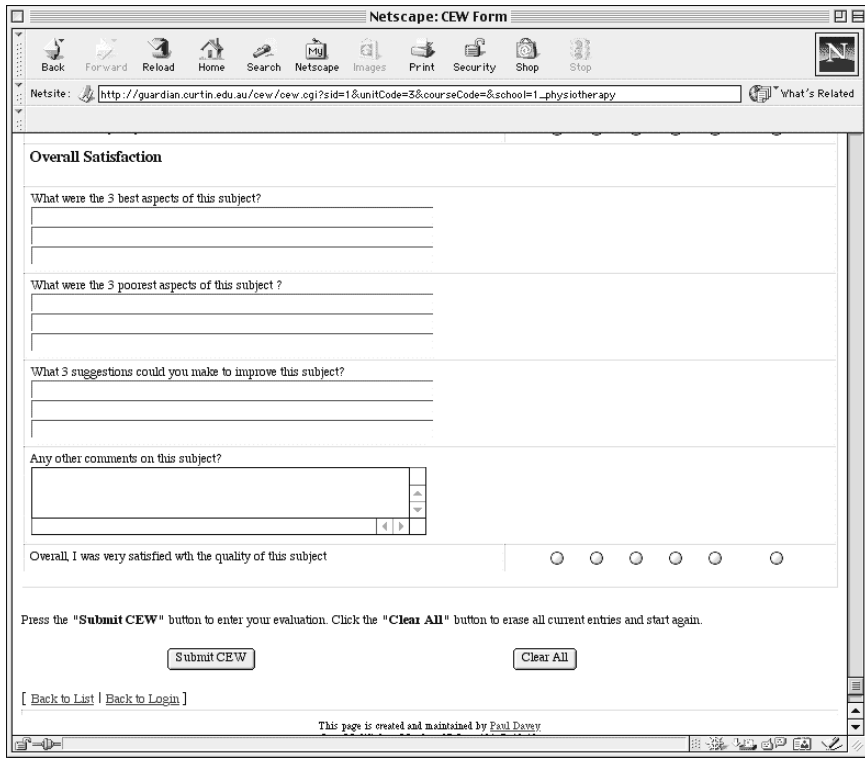 Netscape: CEW Form
Back Forward Reload Home Search Netscape Images Print Security Shop Stop
My
N
Netsite: http://guardian.curtin.edu.au/cew/cew.cgi?sid=1&unitCode=3&courseCode=&school=1_physiotherapy What's Related
Overall Satisfaction
What were the 3 best aspects of this subject?
What were the 3 poorest aspects of this subject ?
What 3 suggestions could you make to improve this subject?
Any other comments on this subject?
Overall, I was very satisfied wth the quality of this subject
Press the "Submit CEW" button to enter your evaluation. Click the "Clear All" button to erase all current entries and start again.
Submit CEW Clear All
[ Back to List | Back to Login ]
This page is created and maintained by Paul Davey